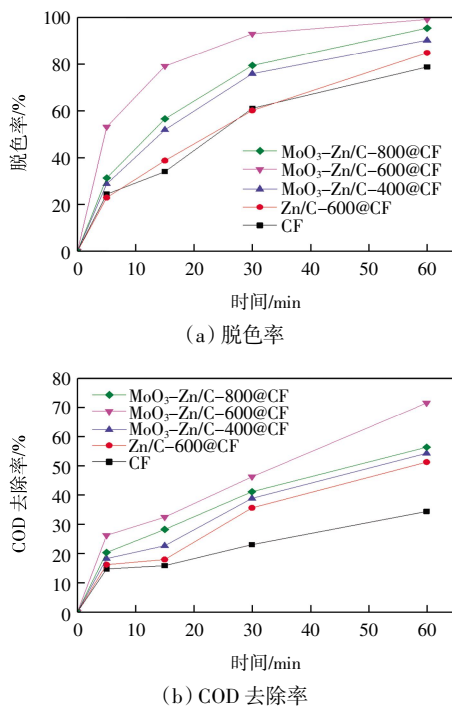 100
80
60
40
20
0
脱色率/%
MoO₃-Zn/C-800@CF
MoO₃-Zn/C-600@CF
MoO₃-Zn/C-400@CF
Zn/C-600@CF
CF
0 10 20 30 40 50 60
时间/min
(a) 脱色率
80
70
60
50
40
30
20
10
0
COD 去除率/%
MoO₃-Zn/C-800@CF
MoO₃-Zn/C-600@CF
MoO₃-Zn/C-400@CF
Zn/C-600@CF
CF
0 10 20 30 40 50 60
时间/min
(b) COD 去除率